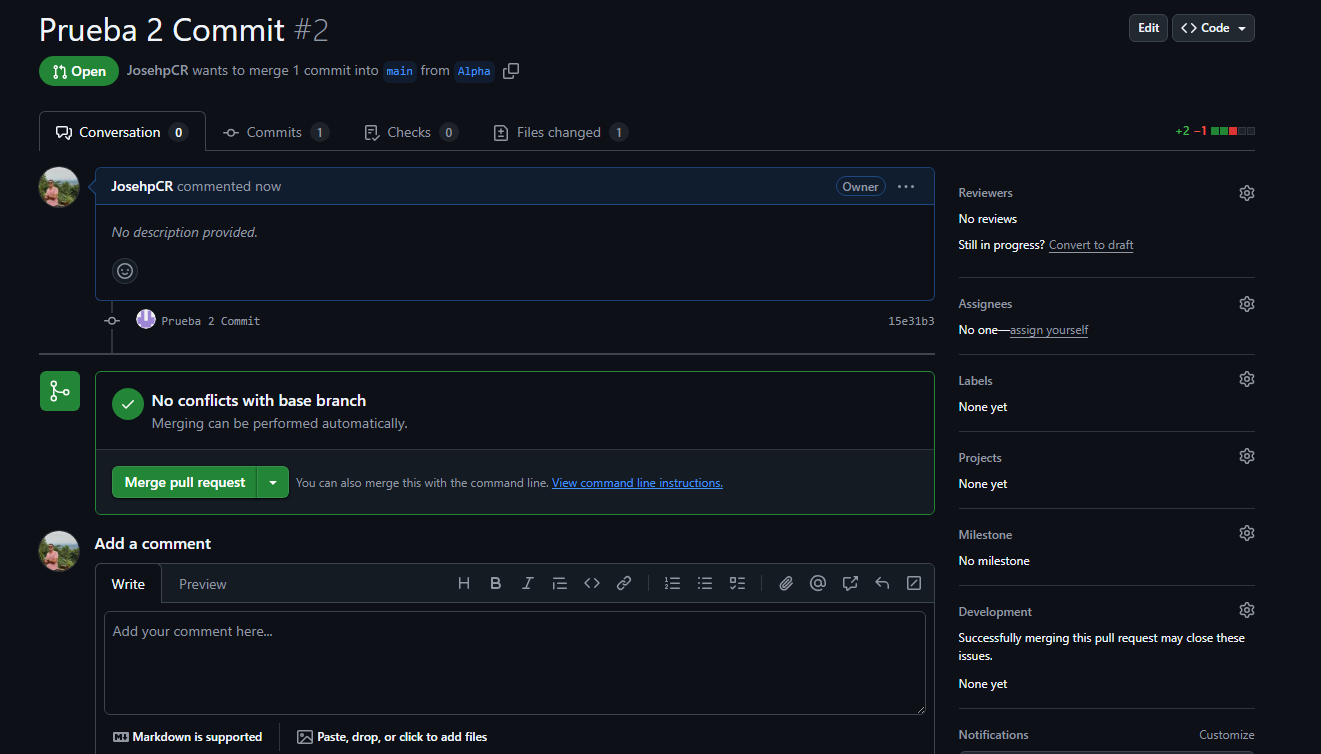 Prueba 2 Commit #2
Edit
Code
Open
JosehpCR wants to merge 1 commit into main from Alpha
Conversation 0
Commits 1
Checks 0
Files changed 1
+2 −1
JosehpCR commented now
Owner
No description provided.
Prueba 2 Commit
15e31b3
No conflicts with base branch
Merging can be performed automatically.
Merge pull request
You can also merge this with the command line. View command line instructions.
Add a comment
Write
Preview
Add your comment here...
Markdown is supported
Paste, drop, or click to add files
Reviewers
No reviews
Still in progress? Convert to draft
Assignees
No one—assign yourself
Labels
None yet
Projects
None yet
Milestone
No milestone
Development
Successfully merging this pull request may close these
issues.
None yet
Notifications
Customize